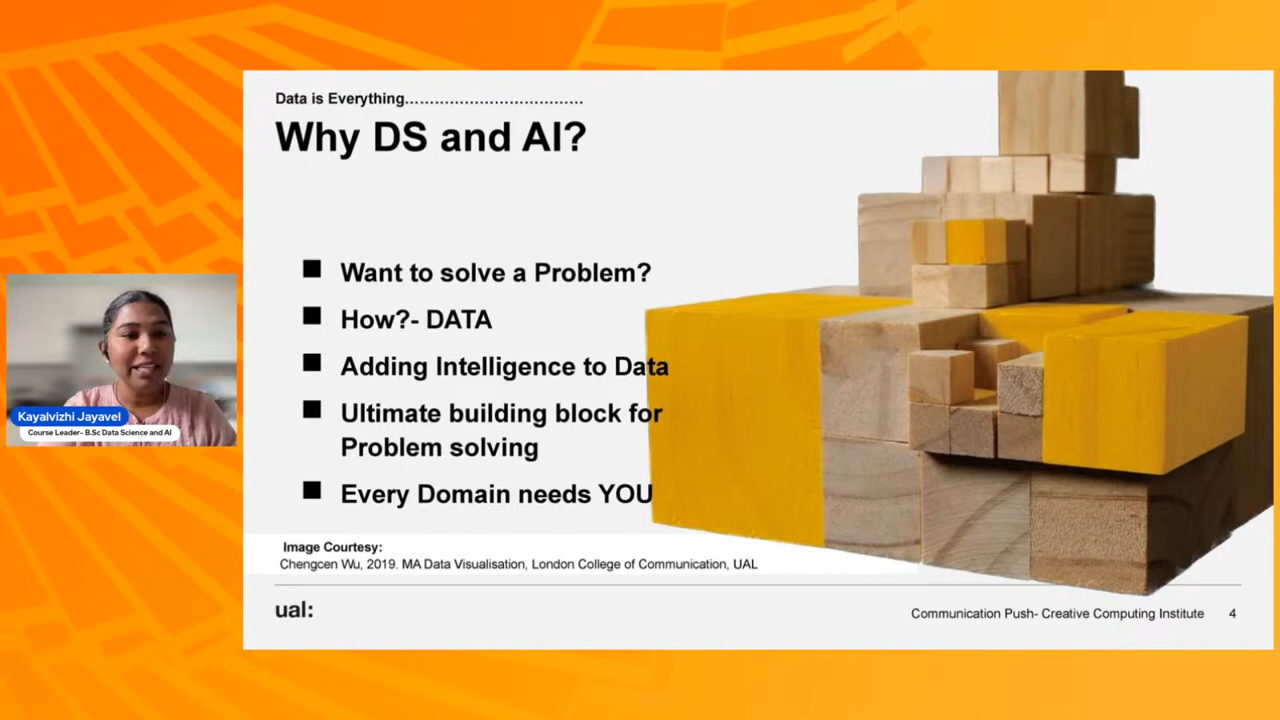 Data is Everything...................................
Why DS and AI?
■ Want to solve a Problem?
■ How?- DATA
■ Adding Intelligence to Data
■ Ultimate building block for
Problem solving
■ Every Domain needs YOU
Image Courtesy:
Chengcen Wu, 2019. MA Data Visualisation, London College of Communication, UAL
ual:
Communication Push- Creative Computing Institute 4
Kayalvizhi Jayavel
Course Leader- B.Sc Data Science and AI